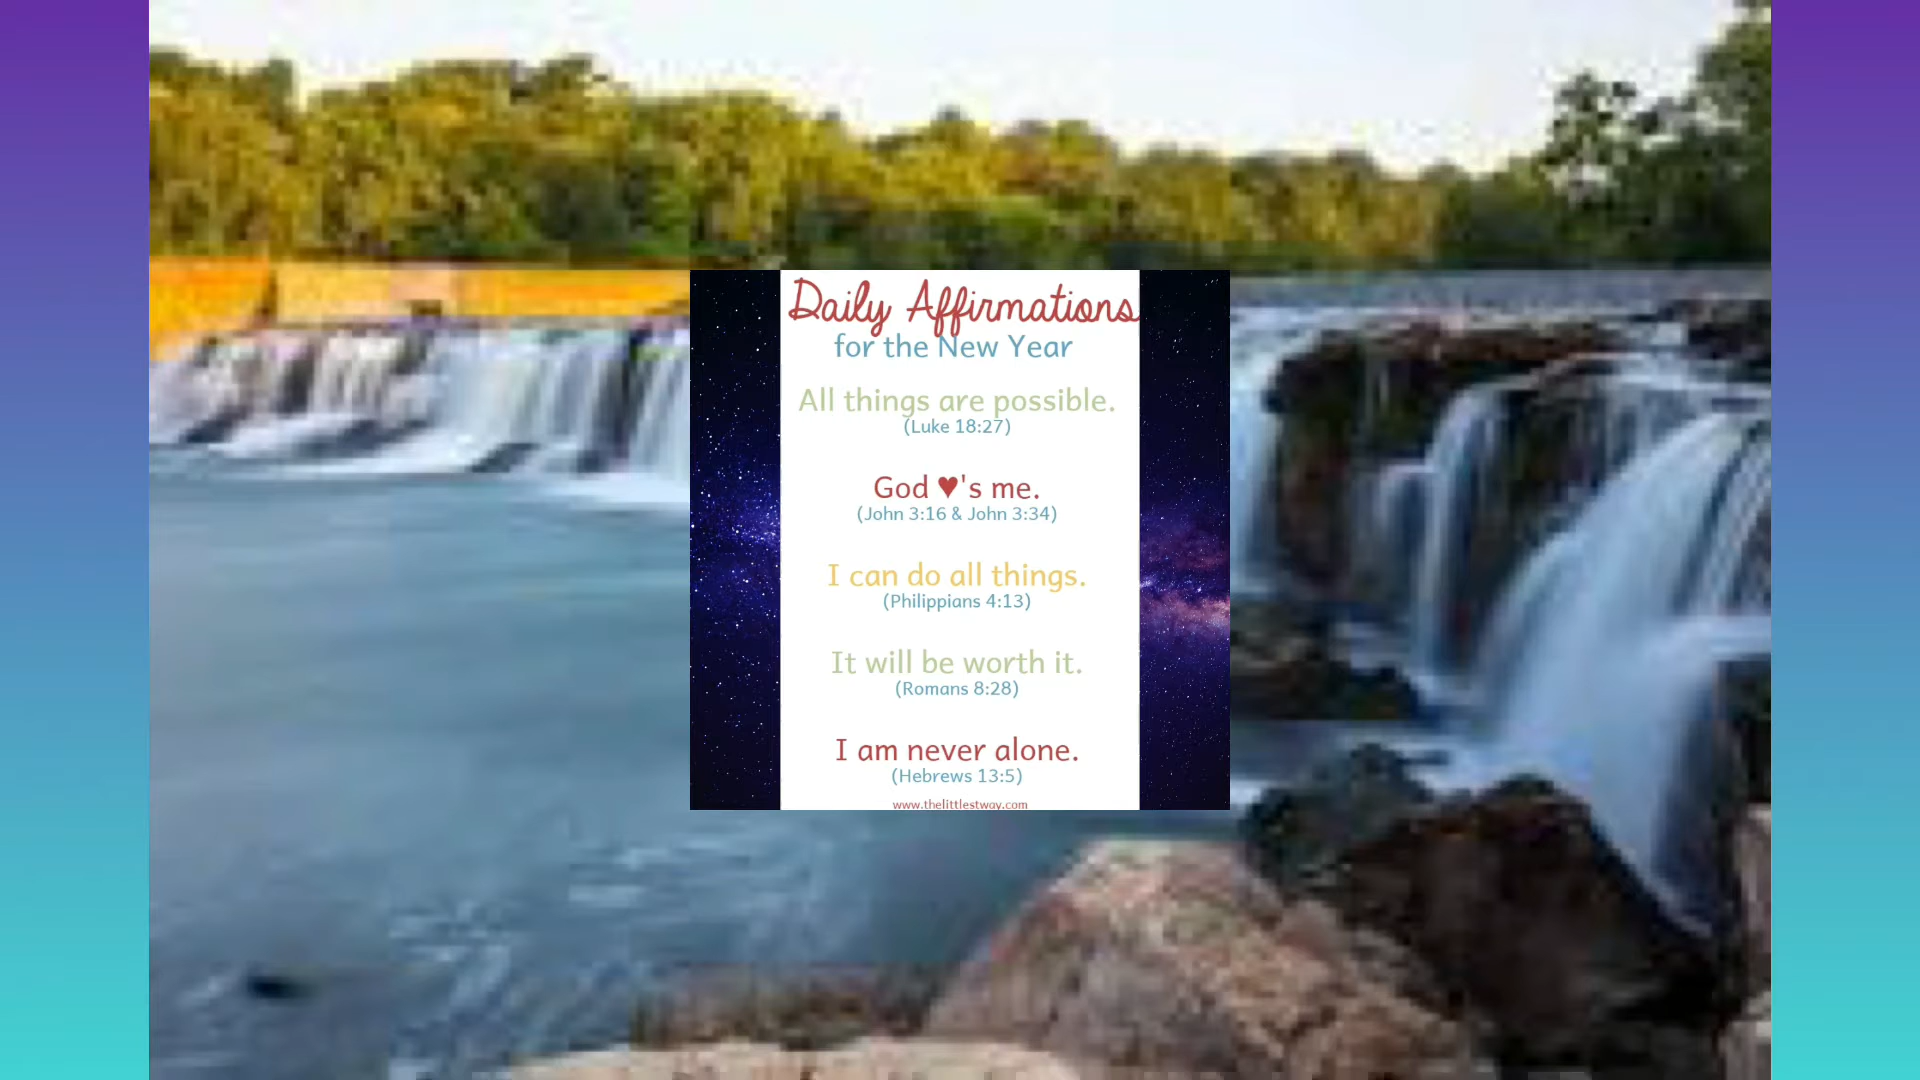 Daily Affirmations
for the New Year
All things are possible.
(Luke 18:27)
God ♥'s me.
(John 3:16 & John 3:34)
I can do all things.
(Philippians 4:13)
It will be worth it.
(Romans 8:28)
I am never alone.
(Hebrews 13:5)
www.thelittlestway.com